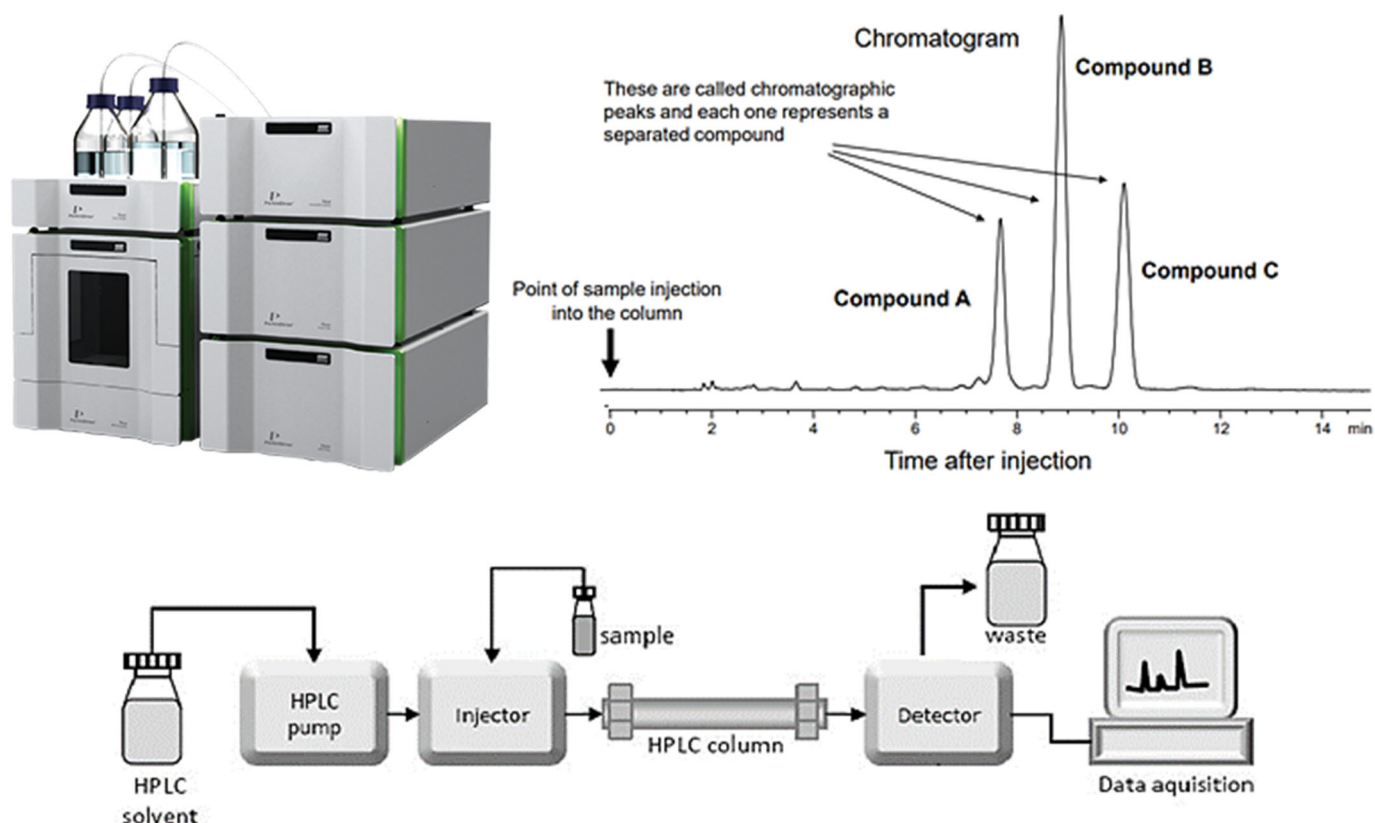 Chromatogram
Compound B
These are called chromatographic
peaks and each one represents a
separated compound
Compound C
Point of sample injection
into the column
Compound A
0 2 4 6 8 10 12 14 min
Time after injection
sample
waste
HPLC
pump
Injector
HPLC column
Detector
HPLC
solvent
Data aquisition